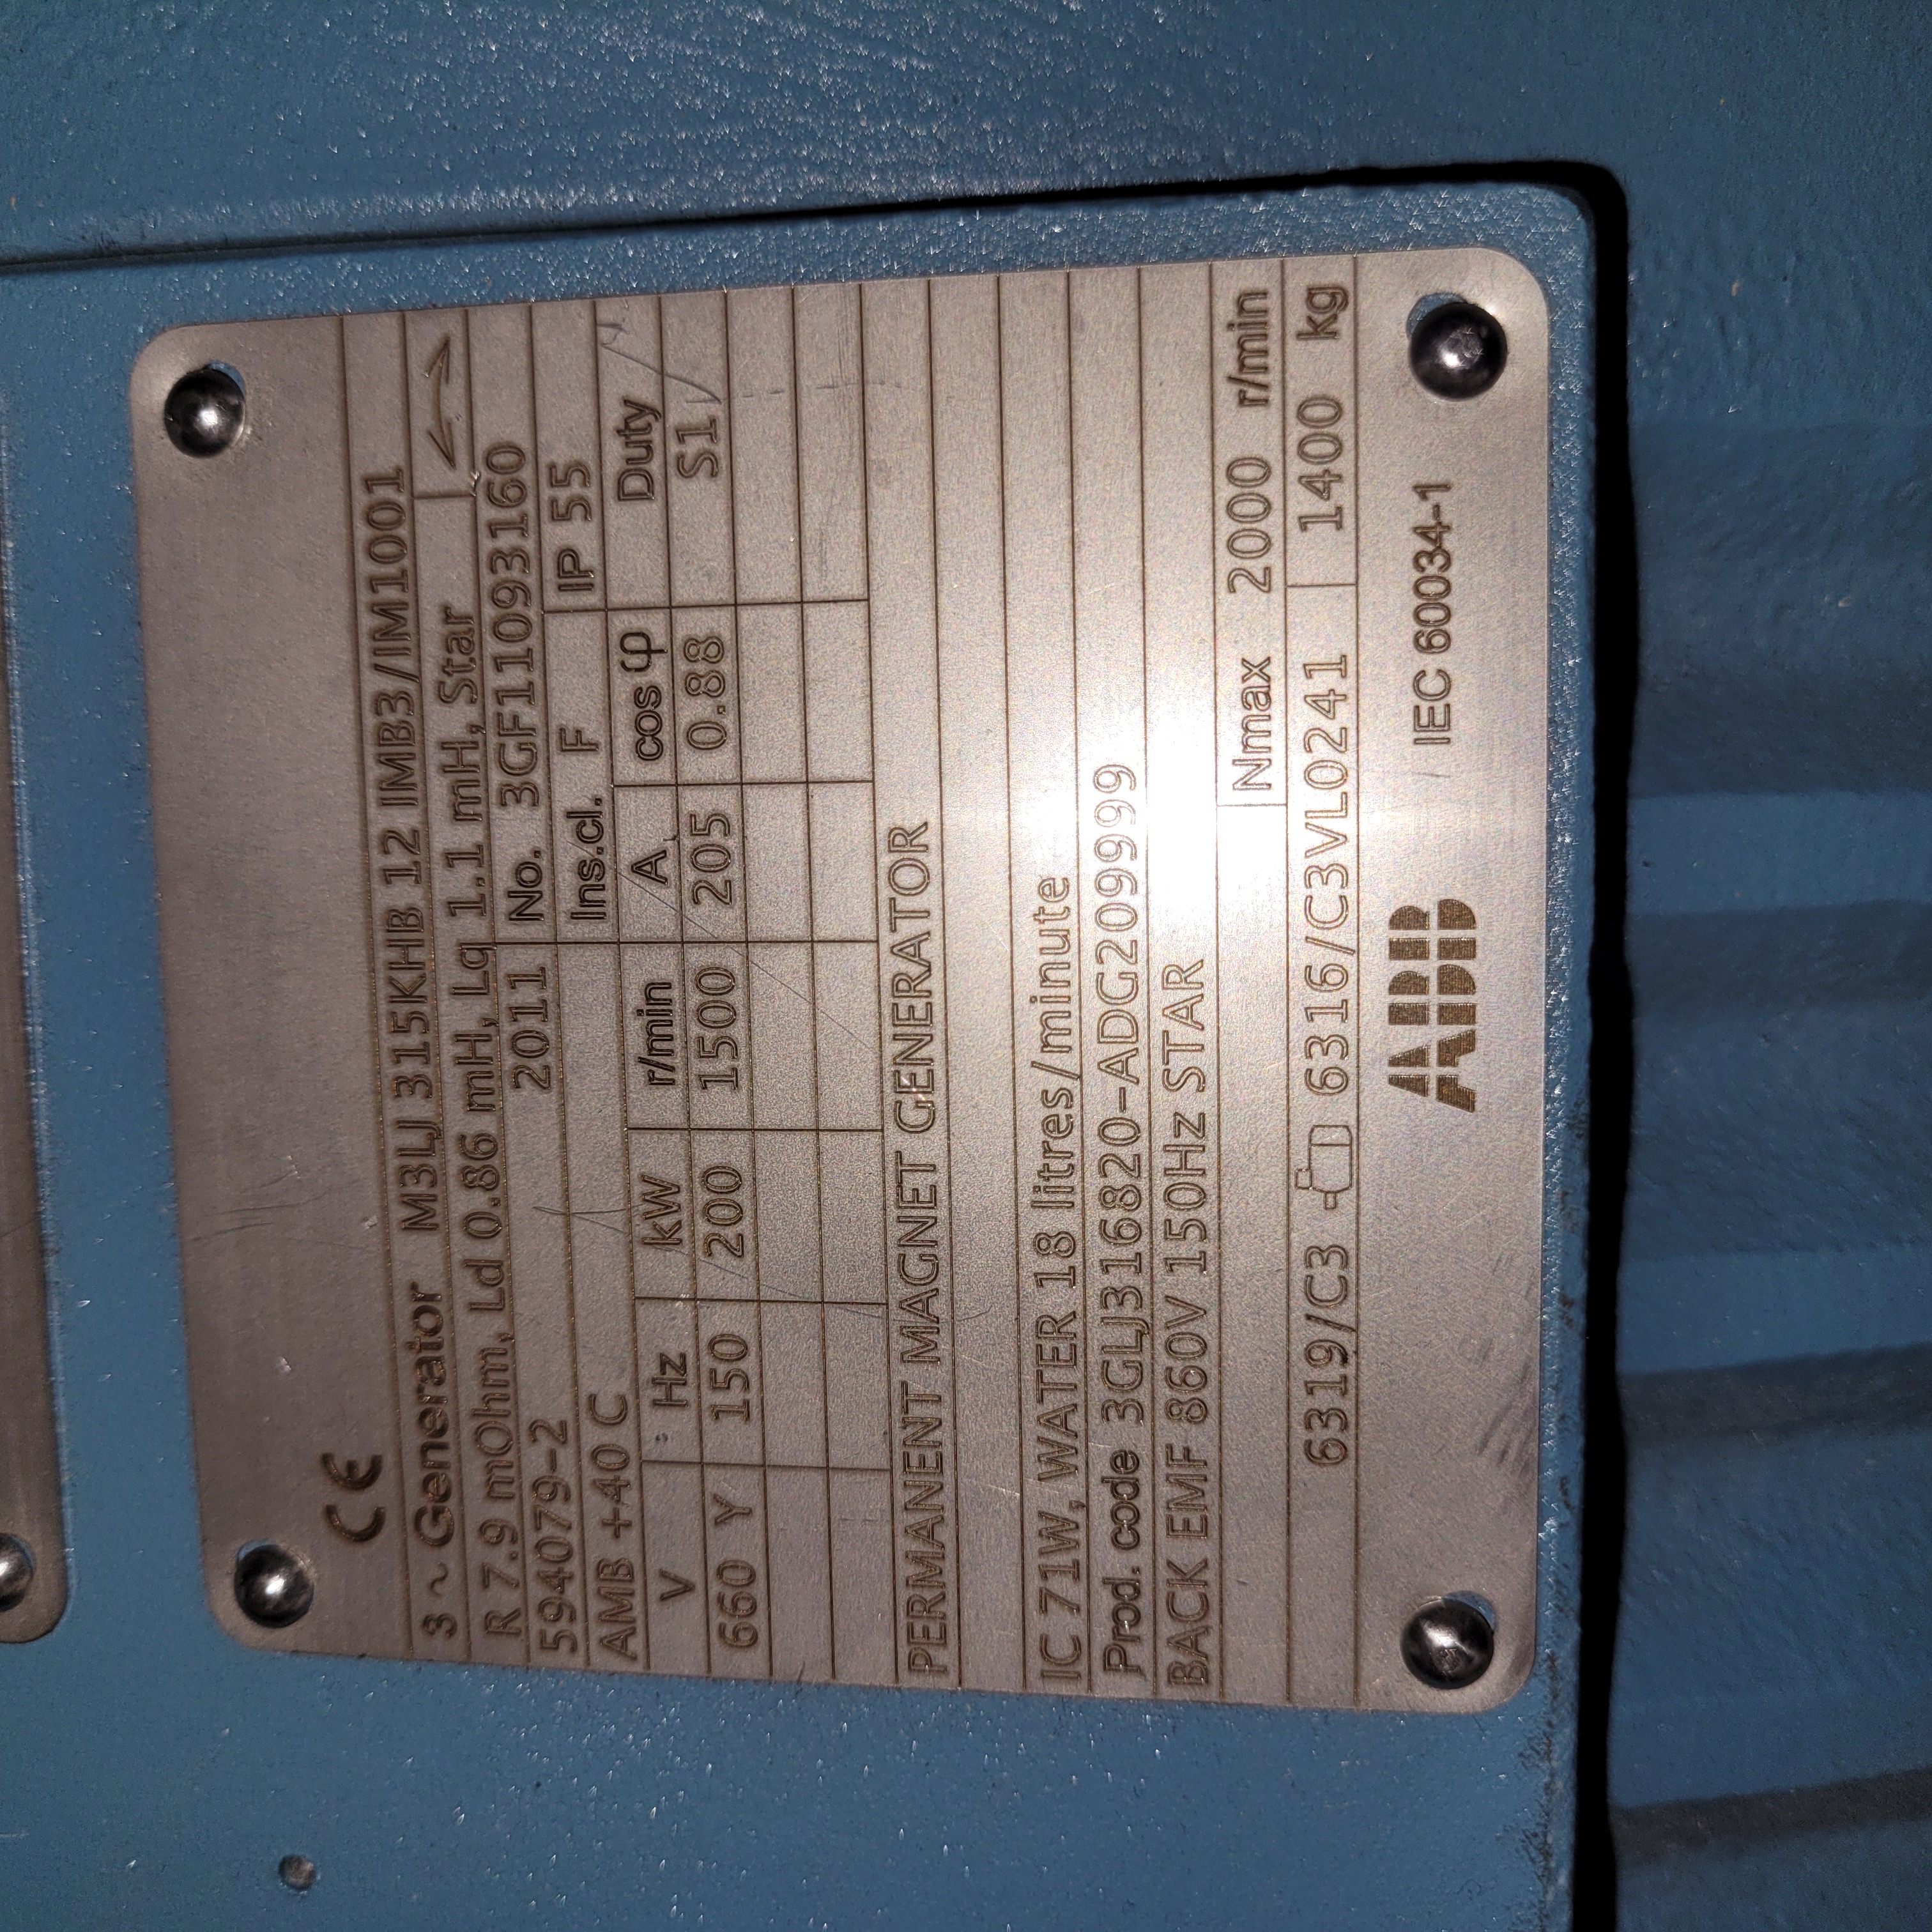 CE
3 ~ Generator M3LJ 315KHB 12 IMB3/IM1001
R 7.9 mOhm, Ld 0.86 mH, Lq 1.1 mH, Star
594079-2 2011 No. 3GF11093160
AMB +40 C Ins.cl. F IP 55
V Hz kW r/min A cos φ Duty
660 Y 150 200 1500 205 0.88 S1
PERMANENT MAGNET GENERATOR
IC 71W, WATER 18 litres/minute
Prod. code 3GLJ316820-ADG209999
BACK EMF 860V 150Hz STAR
Nmax 2000 r/min
6319/C3 6316/C3VL0241 1400 kg
ABB IEC 60034-1